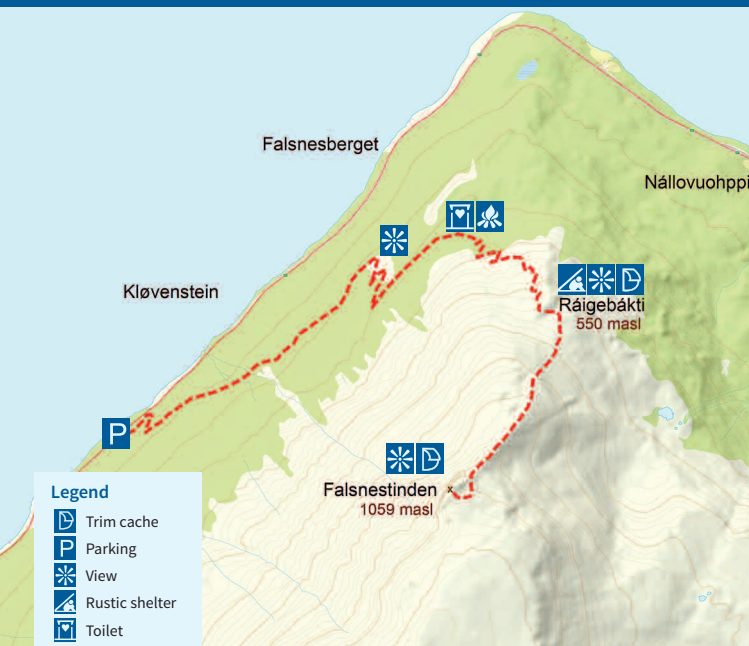 Falsnesberget
Nállovuohppi
Kløvenstein
Ráigebákti
550 masl
P
Falsnestinden
1059 masl
Legend
Trim cache
P Parking
View
Rustic shelter
Toilet